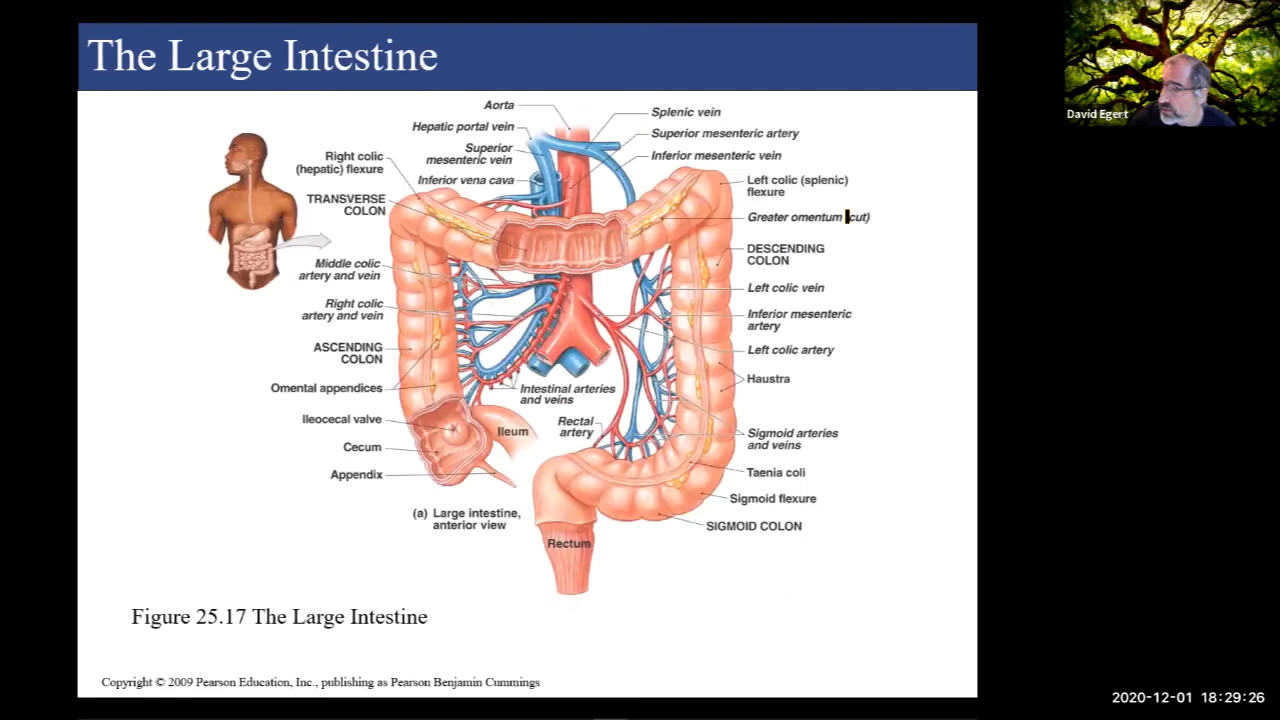 The Large Intestine
David Egert
Aorta
Hepatic portal vein
Superior
mesenteric vein
Inferior vena cava
Right colic
(hepatic) flexure
TRANSVERSE
COLON
Middle colic
artery and vein
Right colic
artery and vein
ASCENDING
COLON
Omental appendices
Ileocecal valve
Cecum
Appendix
Splenic vein
Superior mesenteric artery
Inferior mesenteric vein
Left colic (splenic)
flexure
Greater omentum cut)
DESCENDING
COLON
Left colic vein
Inferior mesenteric
artery
Left colic artery
Haustra
Intestinal arteries
and veins
Rectal
artery
Ileum
Sigmoid arteries
and veins
Taenia coli
Sigmoid flexure
SIGMOID COLON
(a) Large intestine,
anterior view
Rectum
Figure 25.17 The Large Intestine
Copyright © 2009 Pearson Education, Inc., publishing as Pearson Benjamin Cummings
2020-12-01 18:29:26